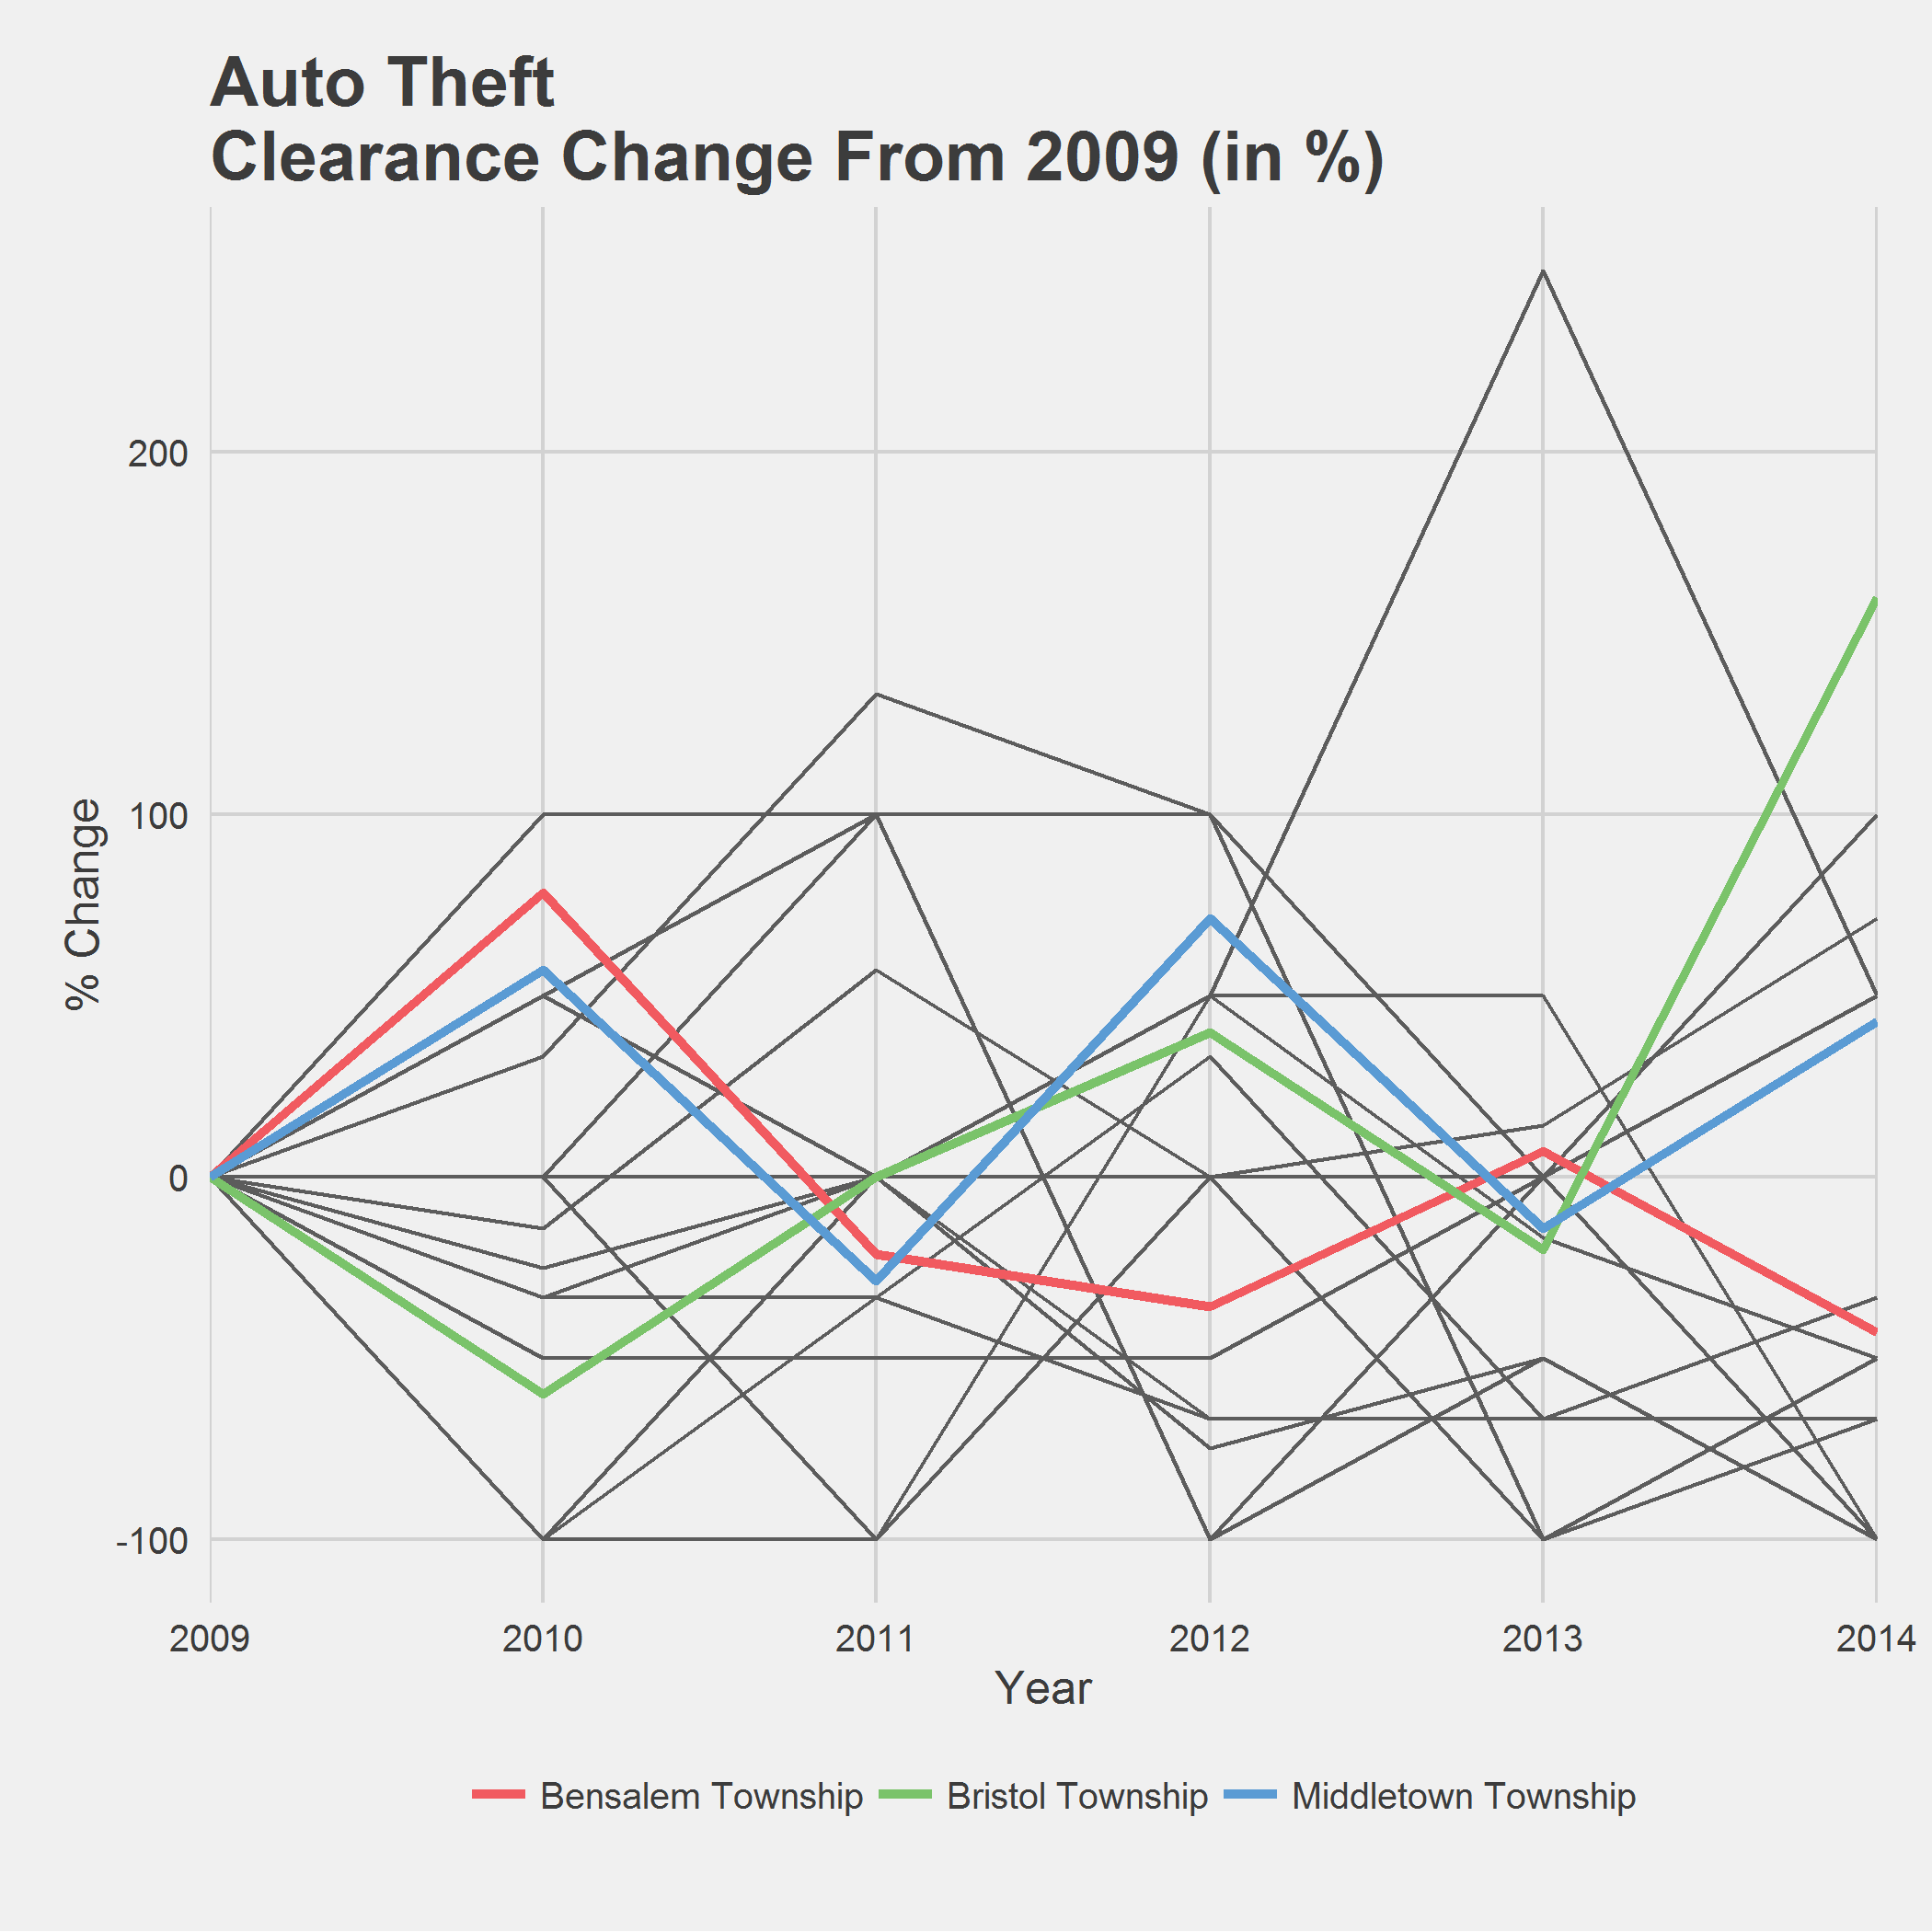 Auto Theft
Clearance Change From 2009 (in %)
% Change
200
100
0
-100
2009 2010 2011 2012 2013 2014
Year
Bensalem Township Bristol Township Middletown Township